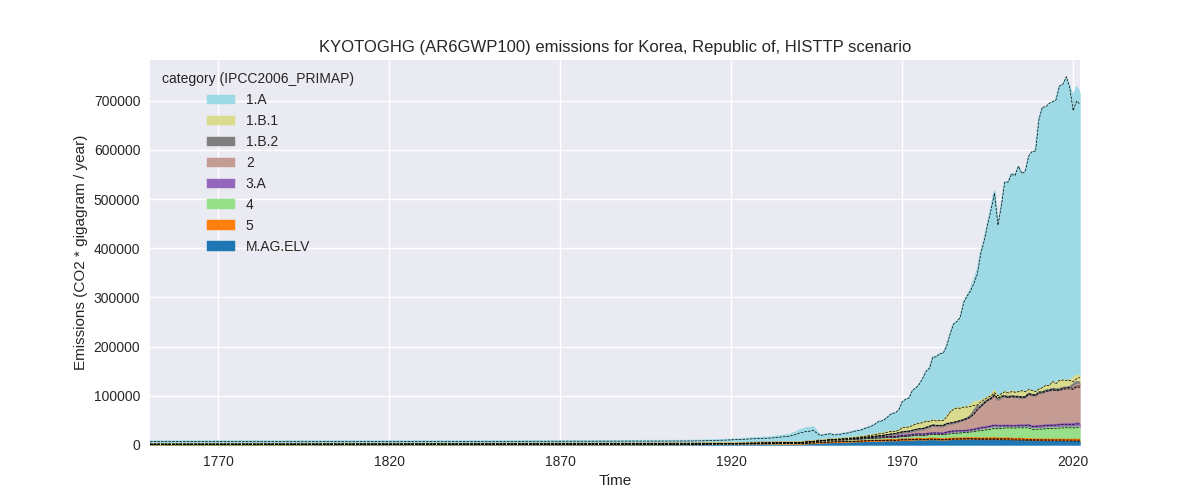 KYOTOGHG (AR6GWP100) emissions for Korea, Republic of, HISTTP scenario
category (IPCC2006_PRIMAP)
1.A
1.B.1
1.B.2
2
3.A
4
5
M.AG.ELV
Emissions (CO2 * gigagram / year)
700000
600000
500000
400000
300000
200000
100000
0
1770
1820
1870
1920
1970
2020
Time